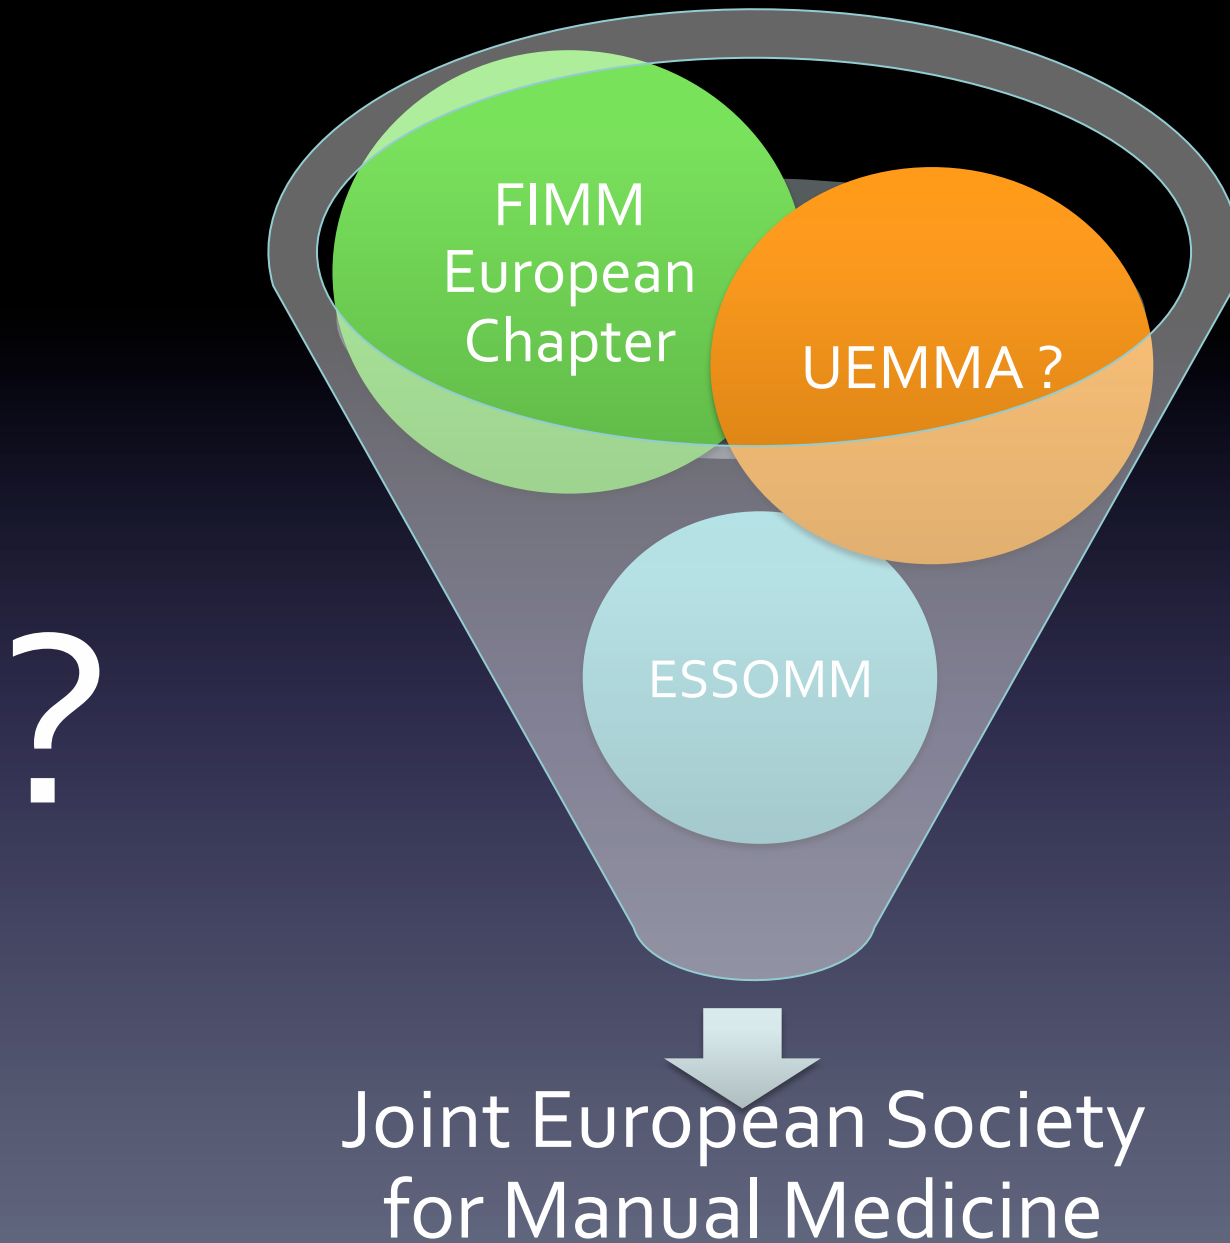 FIMM
European
Chapter
UEMMA ?
ESSOMM
?
Joint European Society
for Manual Medicine